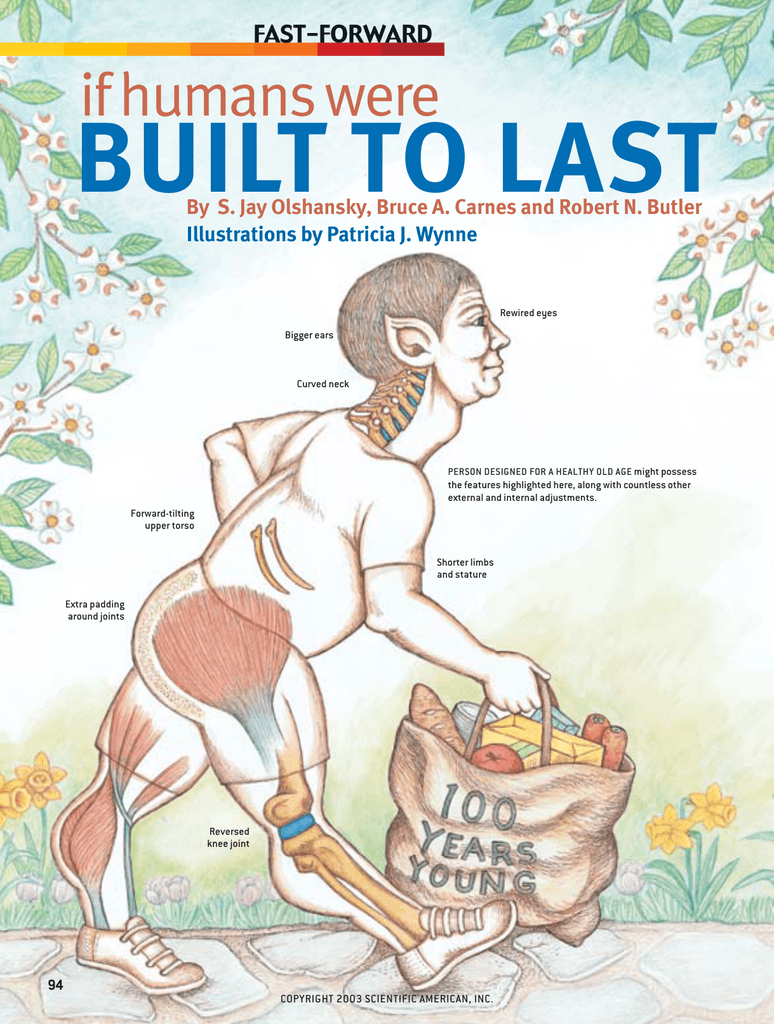 FAST-FORWARD
if humans were
BUILT TO LAST
By S. Jay Olshansky, Bruce A. Carnes and Robert N. Butler
Illustrations by Patricia J. Wynne
Rewired eyes
Bigger ears
Curved neck
PERSON DESIGNED FOR A HEALTHY OLD AGE might possess
the features highlighted here, along with countless other
external and internal adjustments.
Forward-tilting
upper torso
Shorter limbs
and stature
Extra padding
around joints
100
YEARS
YOUNG
Reversed
knee joint
94
COPYRIGHT 2003 SCIENTIFIC AMERICAN, INC.